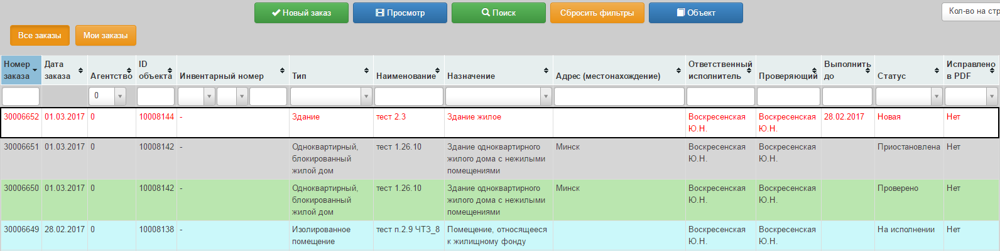 Новый заказ Просмотр Поиск Сбросить фильтры Объект Кол-во на стр
Все заказы Мои заказы
Номер заказа Дата заказа Агентство ID объекта Инвентарный номер Тип Наименование Назначение Адрес (местонахождение) Ответственный исполнитель Проверяющий Выполнить до Статус Исправлено в PDF
0
30006652 01.03.2017 0 10008144 - Здание тест 2.3 Здание жилое Воскресенская Воскресенская 28.02.2017 Новая Нет
Ю.Н. Ю.Н.
30006651 01.03.2017 0 10008142 - Одноквартирный, тест 1.26.10 Здание одноквартирного Минск Воскресенская Воскресенская Приостановлена Нет
блокированный жилого дома с нежилыми Ю.Н. Ю.Н.
жилой дом помещениями
30006650 01.03.2017 0 10008142 - Одноквартирный, тест 1.26.10 Здание одноквартирного Минск Воскресенская Воскресенская Проверено Нет
блокированный жилого дома с нежилыми Ю.Н. Ю.Н.
жилой дом помещениями
30006649 28.02.2017 0 10008138 - Изолированное тест п.2.9 ЧТЗ_8 Помещение, относящееся Воскресенская Воскресенская На исполнении Нет
помещение к жилищному фонду Ю.Н. Ю.Н.